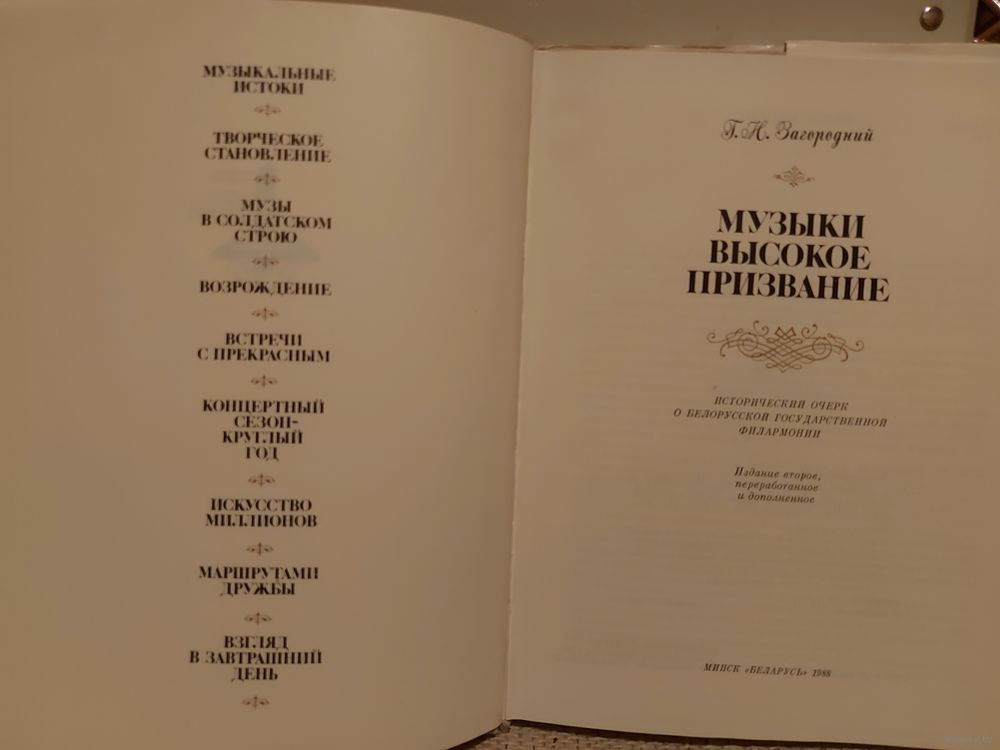 МУЗЫКАЛЬНЫЕ
ИСТОКИ
ТВОРЧЕСКОЕ
СТАНОВЛЕНИЕ
МУЗЫ
В СОЛДАТСКОМ
СТРОЮ
ВОЗРОЖДЕНИЕ
ВСТРЕЧИ
С ПРЕКРАСНЫМ
КОНЦЕРТНЫЙ
СЕЗОН-
КРУГЛЫЙ
ГОД
ИСКУССТВО
МИЛЛИОНОВ
МАРШРУТАМИ
ДРУЖБЫ
ВЗГЛЯД
В ЗАВТРАШНИЙ
ДЕНЬ
Г. Н. Загородний
МУЗЫКИ
ВЫСОКОЕ
ПРИЗВАНИЕ
ИСТОРИЧЕСКИЙ ОЧЕРК
О БЕЛОРУССКОЙ ГОСУДАРСТВЕННОЙ
ФИЛАРМОНИИ
Издание второе,
переработанное
и дополненное
МИНСК «БЕЛАРУСЬ» 1988